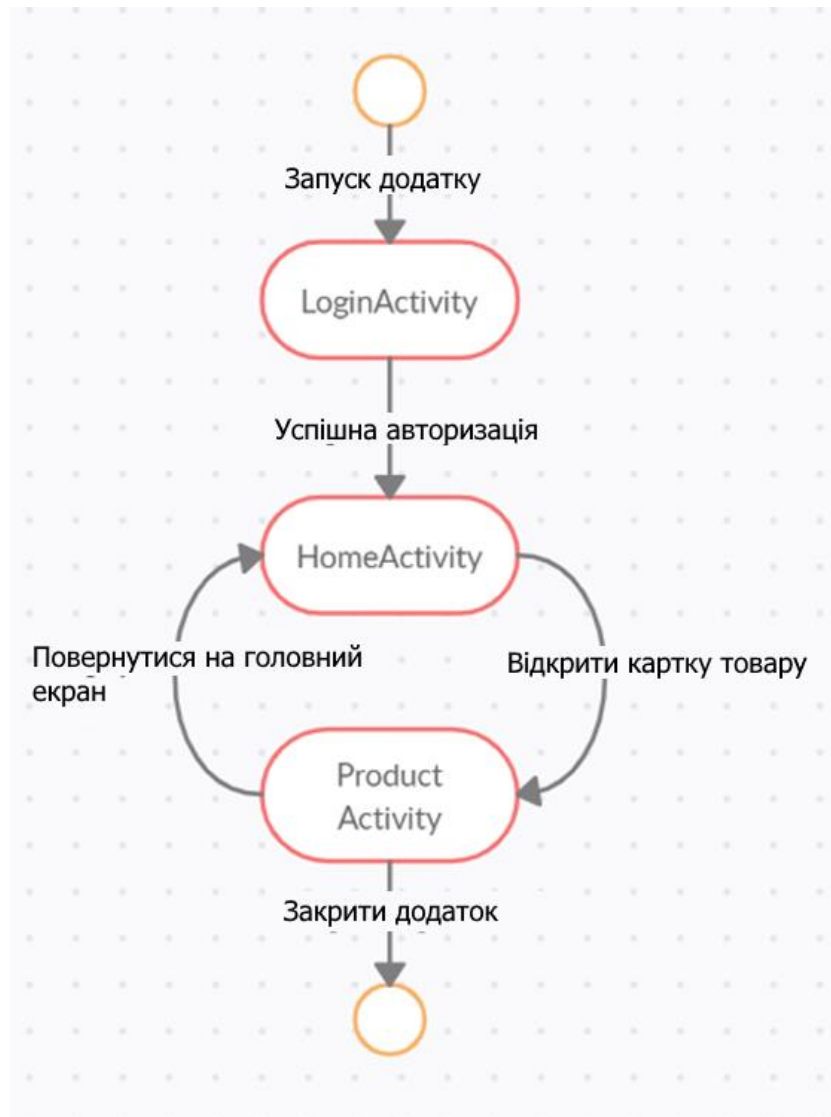 Запуск додатку
LoginActivity
Успішна авторизація
HomeActivity
Повернутися на головний
екран
Відкрити картку товару
Product
Activity
Закрити додаток